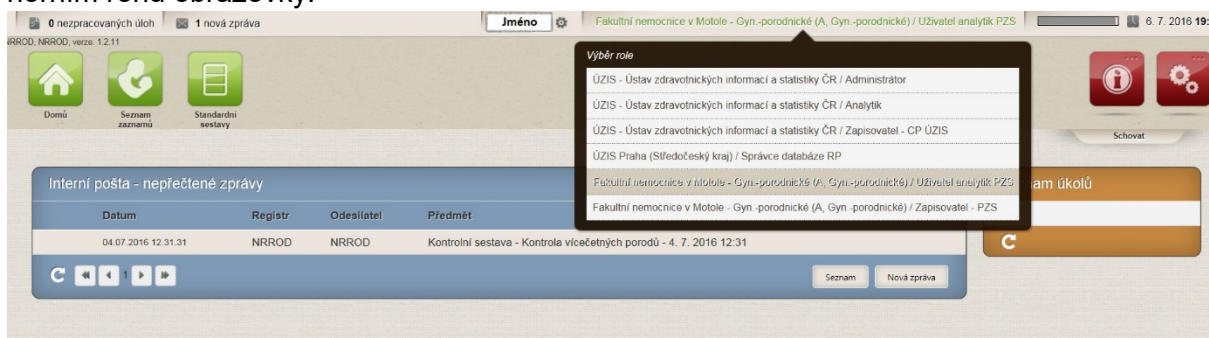 0 nezpracovaných úloh 1 nová zpráva Jméno Fakultní nemocnice v Motole - Gyn.-porodnické (A, Gyn.-porodnické) / Uživatel analytik PZS 6. 7. 2016 19:
NRROD, verze: 1.2.11
Výběr role
ÚZIS - Ústav zdravotnických informací a statistiky ČR / Administrátor
ÚZIS - Ústav zdravotnických informací a statistiky ČR / Analytik
ÚZIS - Ústav zdravotnických informací a statistiky ČR / Zapisovatel - CP ÚZIS
ÚZIS Praha (Středočeský kraj) / Správce databáze RP
Fakultní nemocnice v Motole - Gyn.-porodnické (A, Gyn.-porodnické) / Uživatel analytik PZS
Fakultní nemocnice v Motole - Gyn.-porodnické (A, Gyn.-porodnické) / Zapisovatel - PZS
Domů Seznam zaznamů Standardní sestavy
Schovat
Interní pošta - nepřečtené zprávy
úkolů
Datum Registr Odesílatel Předmět
04.07.2016 12.31.31 NRROD NRROD Kontrolní sestava - Kontrola vícečetných porodů - 4. 7. 2016 12:31
1
Seznam Nová zpráva